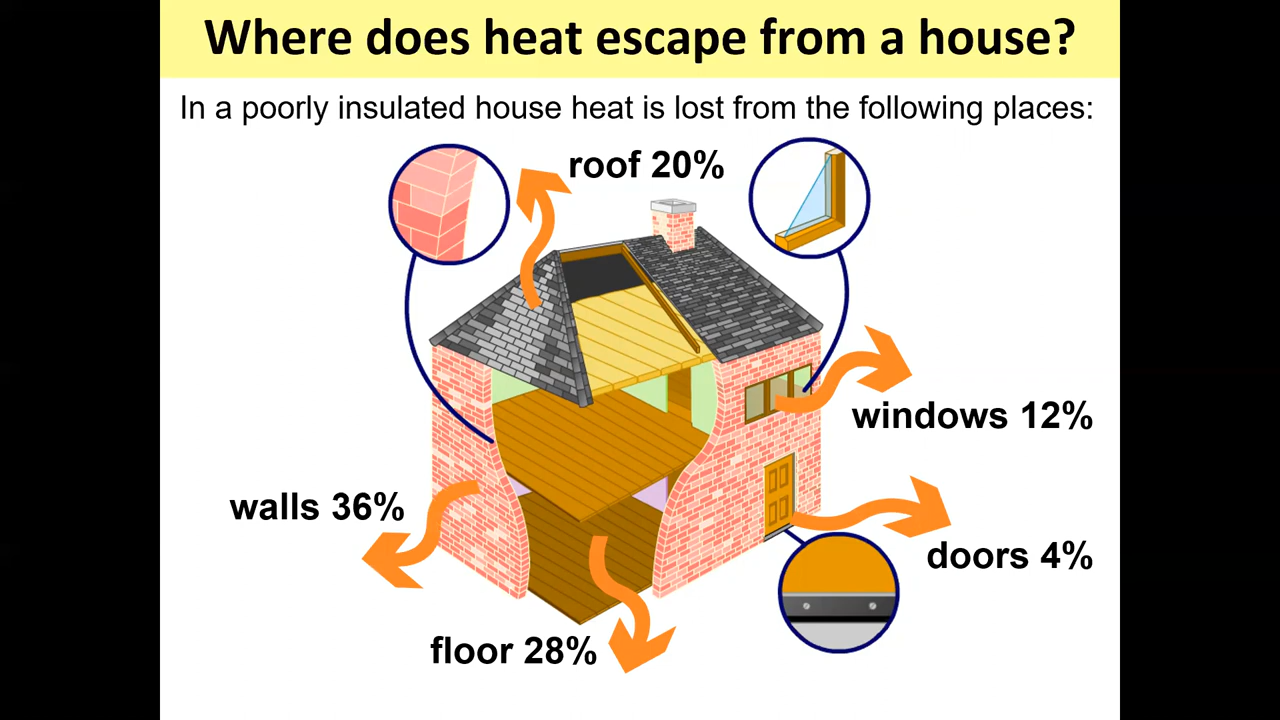 Where does heat escape from a house?
In a poorly insulated house heat is lost from the following places:
roof 20%
windows 12%
walls 36%
doors 4%
floor 28%